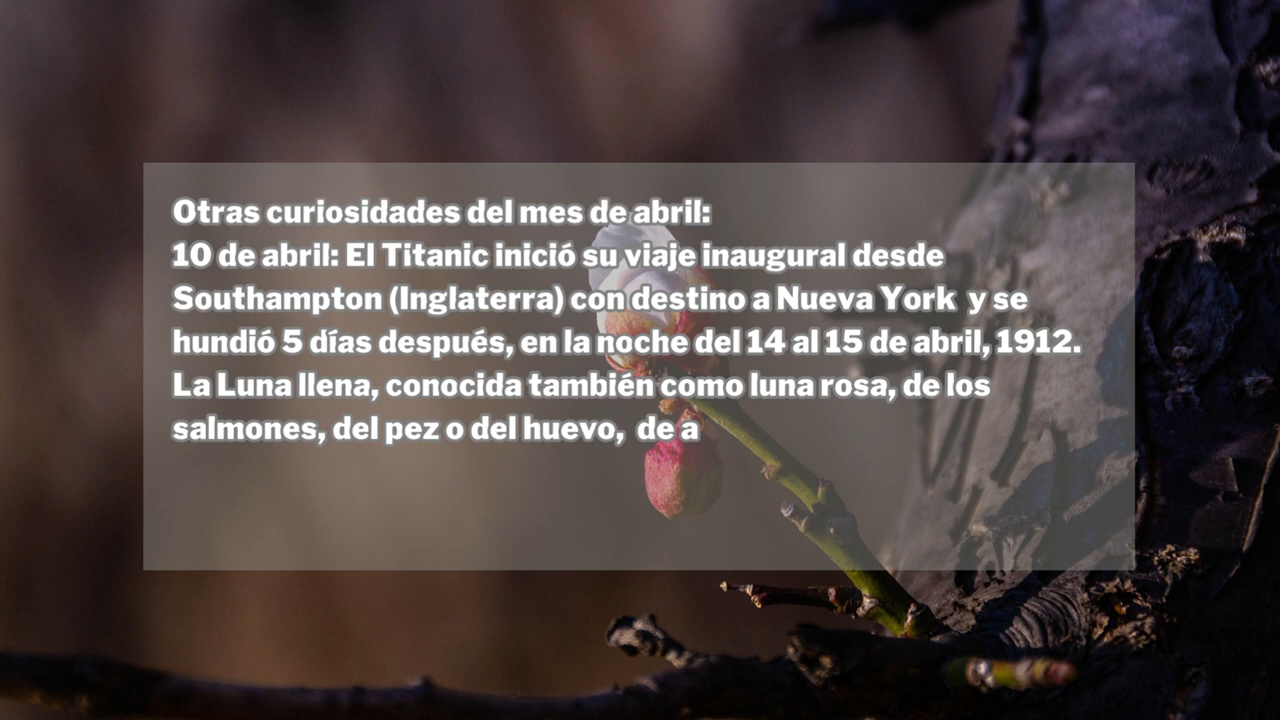 Otras curiosidades del mes de abril:
10 de abril: El Titanic inició su viaje inaugural desde
Southampton (Inglaterra) con destino a Nueva York  y se
hundió 5 días después, en la noche del 14 al 15 de abril, 1912.
La Luna llena, conocida también como luna rosa, de los
salmones, del pez o del huevo,  de a